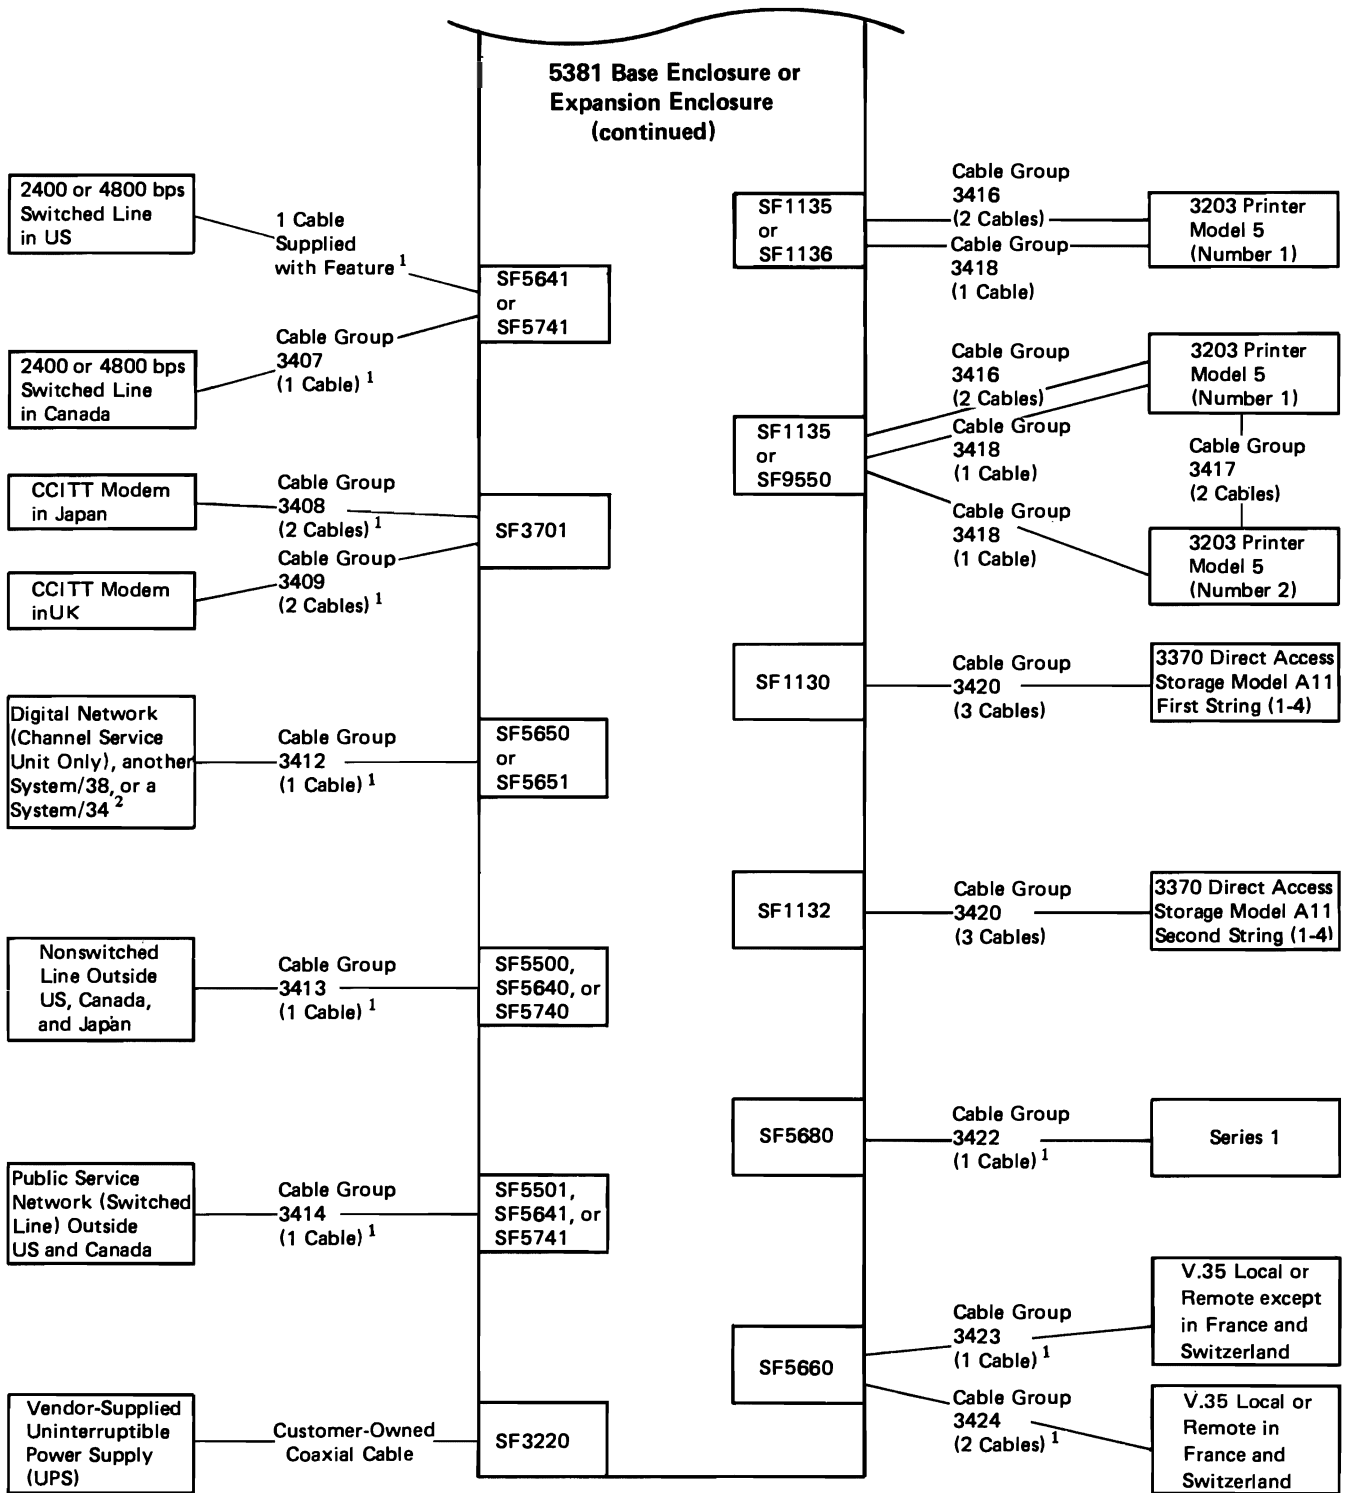 5381 Base Enclosure or
Expansion Enclosure
(continued)
2400 or 4800 bps
Switched Line
in US
1 Cable
Supplied
with Feature 1
SF5641
or
SF5741
Cable Group
3407
(1 Cable) 1
2400 or 4800 bps
Switched Line
in Canada
CCITT Modem
in Japan
Cable Group
3408
(2 Cables) 1
SF3701
Cable Group
3409
(2 Cables) 1
CCITT Modem
inUK
Digital Network
(Channel Service
Unit Only), another
System/38, or a
System/34 2
Cable Group
3412
(1 Cable) 1
SF5650
or
SF5651
Nonswitched
Line Outside
US, Canada,
and Japan
Cable Group
3413
(1 Cable) 1
SF5500,
SF5640, or
SF5740
Public Service
Network (Switched
Line) Outside
US and Canada
Cable Group
3414
(1 Cable) 1
SF5501,
SF5641, or
SF5741
Vendor-Supplied
Uninterruptible
Power Supply
(UPS)
Customer-Owned
Coaxial Cable
SF3220
SF1135
or
SF1136
Cable Group
3416
(2 Cables)
Cable Group
3418
(1 Cable)
3203 Printer
Model 5
(Number 1)
SF1135
or
SF9550
Cable Group
3416
(2 Cables)
Cable Group
3418
(1 Cable)
Cable Group
3418
(1 Cable)
3203 Printer
Model 5
(Number 1)
Cable Group
3417
(2 Cables)
3203 Printer
Model 5
(Number 2)
SF1130
Cable Group
3420
(3 Cables)
3370 Direct Access
Storage Model A11
First String (1-4)
SF1132
Cable Group
3420
(3 Cables)
3370 Direct Access
Storage Model A11
Second String (1-4)
SF5680
Cable Group
3422
(1 Cable) 1
Series 1
SF5660
Cable Group
3423
(1 Cable) 1
V.35 Local or
Remote except
in France and
Switzerland
Cable Group
3424
(2 Cables) 1
V.35 Local or
Remote in
France and
Switzerland